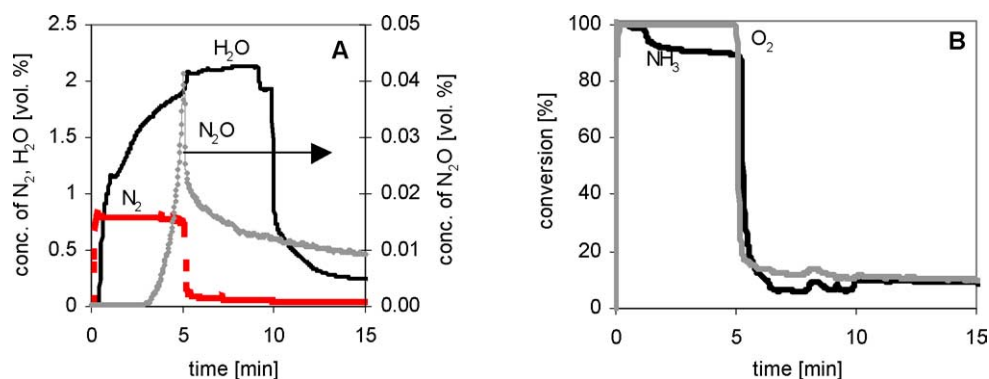 A
H₂O
N₂O
N₂
2.5
2
1.5
1
0.5
0
0.05
0.04
0.03
0.02
0.01
0.00
0 5 10 15
time [min]
conc. of N₂, H₂O [vol. %]
conc. of N₂O [vol. %]
B
O₂
NH₃
100
80
60
40
20
0
0 5 10 15
time [min]
conversion [%]